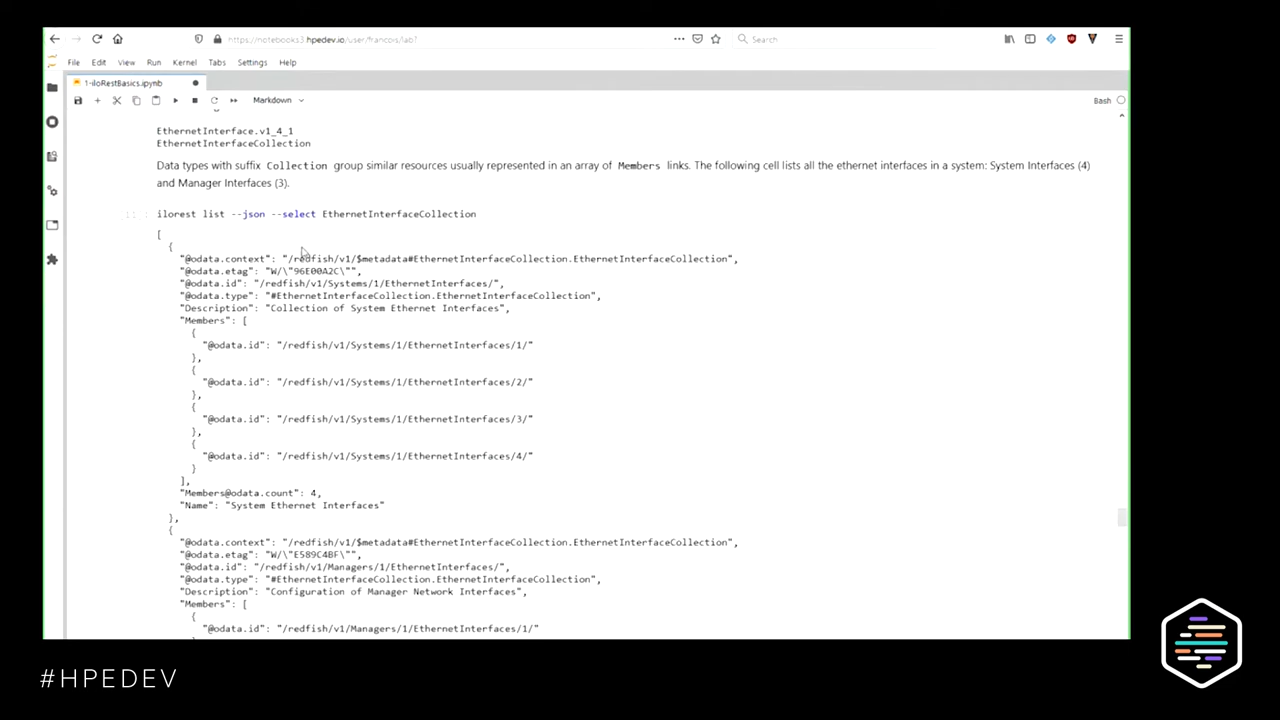 https://notebooks3.hpedev.io/user/francois/lab?
Search
File Edit View Run Kernel Tabs Settings Help
1-iloRestBasics.ipynb
Markdown
Bash
EthernetInterface.v1_4_1
EthernetInterfaceCollection
Data types with suffix Collection group similar resources usually represented in an array of Members links. The following cell lists all the ethernet interfaces in a system: System Interfaces (4)
and Manager Interfaces (3).
ilorest list --json --select EthernetInterfaceCollection
[
{
"@odata.context": "/redfish/v1/$metadata#EthernetInterfaceCollection.EthernetInterfaceCollection",
"@odata.etag": "W/\"96E00A2C\"",
"@odata.id": "/redfish/v1/Systems/1/EthernetInterfaces/",
"@odata.type": "#EthernetInterfaceCollection.EthernetInterfaceCollection",
"Description": "Collection of System Ethernet Interfaces",
"Members": [
{
"@odata.id": "/redfish/v1/Systems/1/EthernetInterfaces/1/"
},
{
"@odata.id": "/redfish/v1/Systems/1/EthernetInterfaces/2/"
},
{
"@odata.id": "/redfish/v1/Systems/1/EthernetInterfaces/3/"
},
{
"@odata.id": "/redfish/v1/Systems/1/EthernetInterfaces/4/"
}
],
"Members@odata.count": 4,
"Name": "System Ethernet Interfaces"
},
{
"@odata.context": "/redfish/v1/$metadata#EthernetInterfaceCollection.EthernetInterfaceCollection",
"@odata.etag": "W/\"E589C4BF\"",
"@odata.id": "/redfish/v1/Managers/1/EthernetInterfaces/",
"@odata.type": "#EthernetInterfaceCollection.EthernetInterfaceCollection",
"Description": "Configuration of Manager Network Interfaces",
"Members": [
{
"@odata.id": "/redfish/v1/Managers/1/EthernetInterfaces/1/"
#HPEDEV